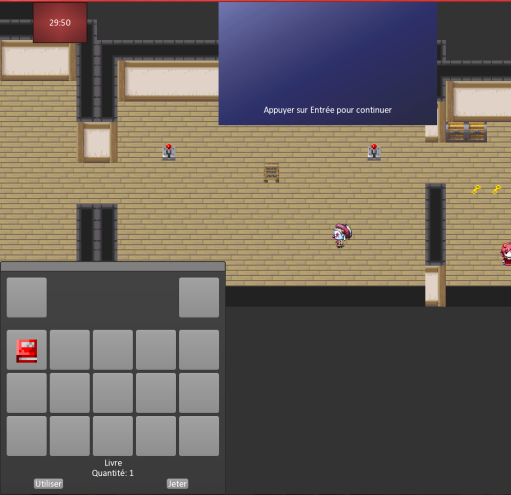 29:50
Appuyer sur Entrée pour continuer
Livre
Quantité: 1
Utiliser
Jeter